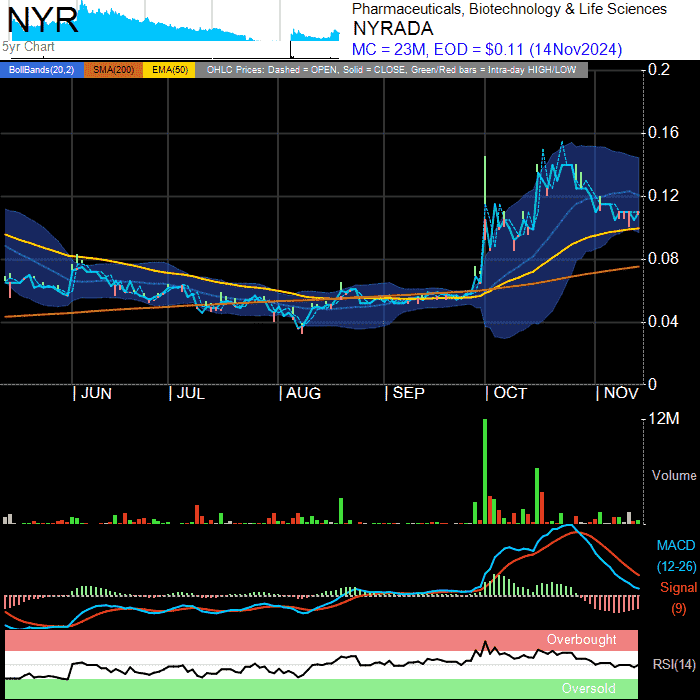 NYR
5yr Chart
Pharmaceuticals, Biotechnology & Life Sciences
NYRADA
MC = 23M, EOD = $0.11 (14Nov2024)
BollBands(20,2) SMA(200) EMA(50) OHLC Prices: Dashed = OPEN, Solid = CLOSE, Green/Red bars = Intra-day HIGH/LOW
0.2
0.16
0.12
0.08
0.04
0
JUN JUL AUG SEP OCT NOV
12M
Volume
MACD
(12-26)
Signal
(9)
Overbought
RSI(14)
Oversold